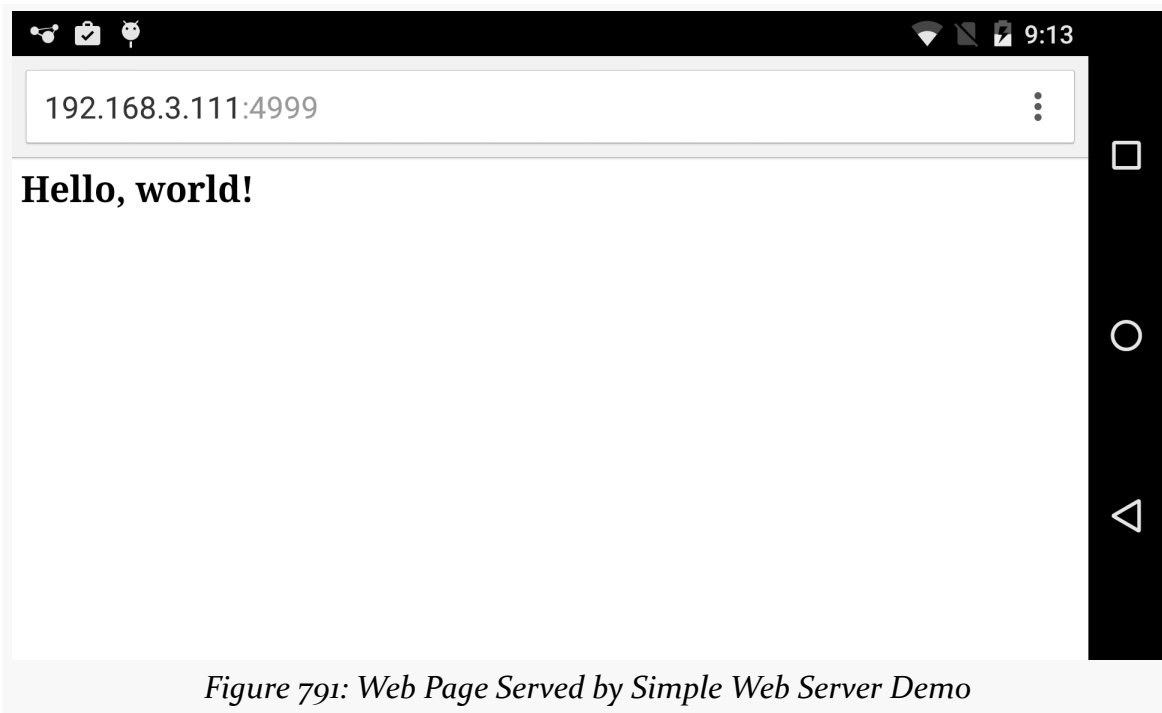 9:13
192.168.3.111:4999
Hello, world!
Figure 791: Web Page Served by Simple Web Server Demo